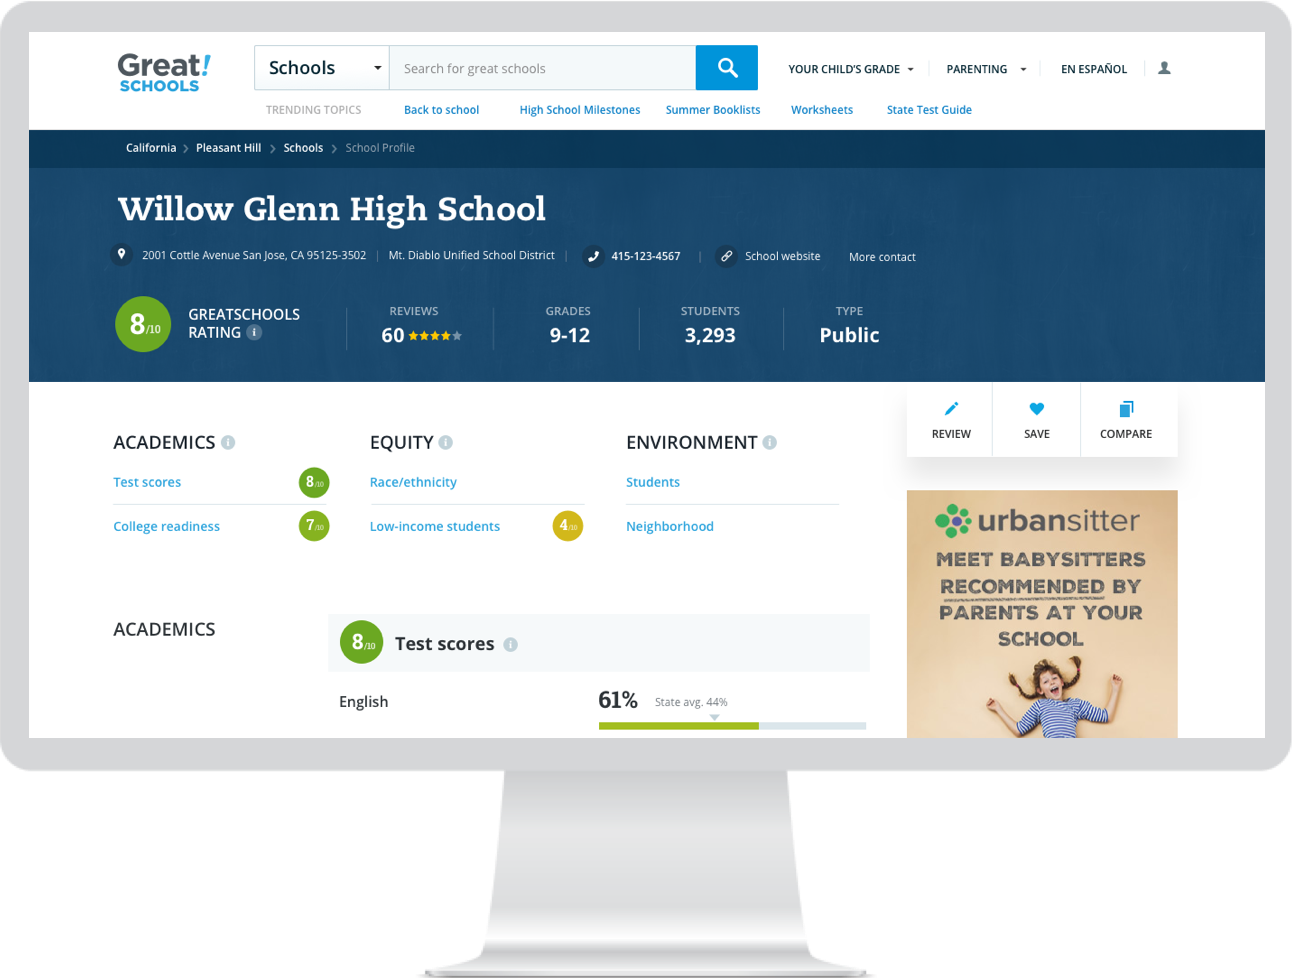 Great!
SCHOOLS
Schools
Search for great schools
YOUR CHILD'S GRADE
PARENTING
EN ESPAÑOL
TRENDING TOPICS
Back to school
High School Milestones
Summer Booklists
Worksheets
State Test Guide
California > Pleasant Hill > Schools > School Profile
Willow Glenn High School
2001 Cottle Avenue San Jose, CA 95125-3502 | Mt. Diablo Unified School District | 415-123-4567 | School website More contact
8/10
GREATSCHOOLS
RATING i
REVIEWS
60
GRADES
9-12
STUDENTS
3,293
TYPE
Public
REVIEW
SAVE
COMPARE
ACADEMICS i
Test scores 8/10
College readiness 7/10
EQUITY i
Race/ethnicity
Low-income students 4/10
ENVIRONMENT i
Students
Neighborhood
ACADEMICS
8/10 Test scores i
English
61% State avg. 44%
urbansitter
MEET BABYSITTERS
RECOMMENDED BY
PARENTS AT YOUR
SCHOOL